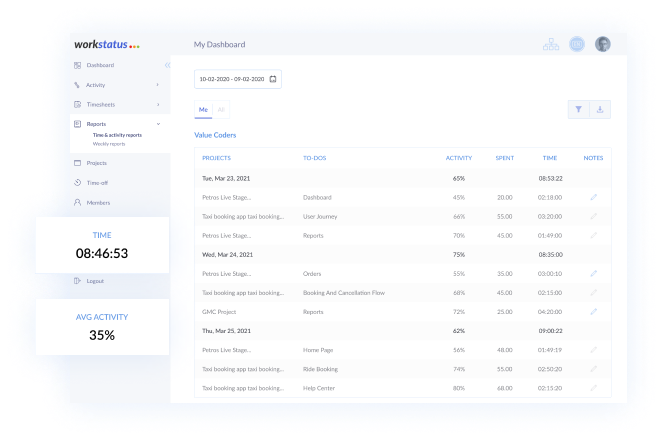 workstatus
My Dashboard
Dashboard
Activity
Timesheets
Reports
Time & activity reports
Weekly reports
Projects
Time-off
Members
TIME
08:46:53
Logout
AVG ACTIVITY
35%
10-02-2020 - 09-02-2020
Me All
Value Coders
PROJECTS TO-DOS ACTIVITY SPENT TIME NOTES
Tue, Mar 23, 2021 65% 08:53:22
Petros Live Stage... Dashboard 45% 20.00 02:18:00
Taxi booking app taxi booking... User Journey 66% 55.00 03:20:00
Petros Live Stage... Reports 70% 45.00 01:49:00
Wed, Mar 24, 2021 75% 08:35:00
Petros Live Stage... Orders 55% 35.00 03:00:10
Taxi booking app taxi booking... Booking And Cancellation Flow 68% 45.00 02:15:00
GMC Project Reports 72% 25.00 04:20:00
Thu, Mar 25, 2021 62% 09:00:22
Petros Live Stage... Home Page 56% 48.00 01:49:19
Taxi booking app taxi booking... Ride Booking 74% 55.00 02:50:20
Taxi booking app taxi booking... Help Center 80% 68.00 02:15:20